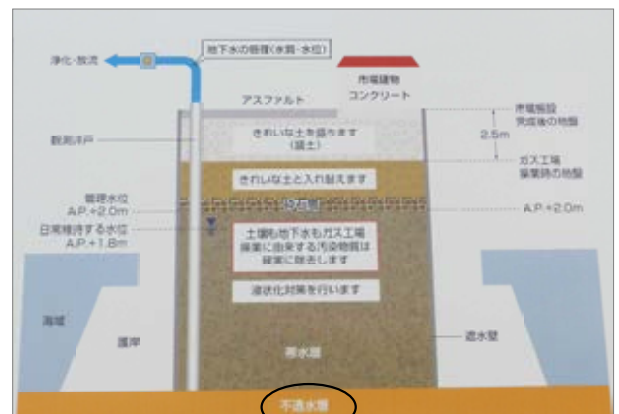 地下水の管理(水質・水位)
浄化・放流
市場建物
コンクリート
アスファルト
市場施設
完成後の地盤
きれいな土を盛ります
(盛土)
2.5m
観測井戸
ガス工場
操業時の地盤
きれいな土と入れ替えます
管理水位
A.P.+2.0m
砕石層
A.P.+2.0m
日常維持する水位
A.P.+1.8m
土壌も地下水もガス工場
操業に由来する汚染物質は
確実に除去します
液状化対策を行います
海域
護岸
遮水壁
帯水層
不透水層